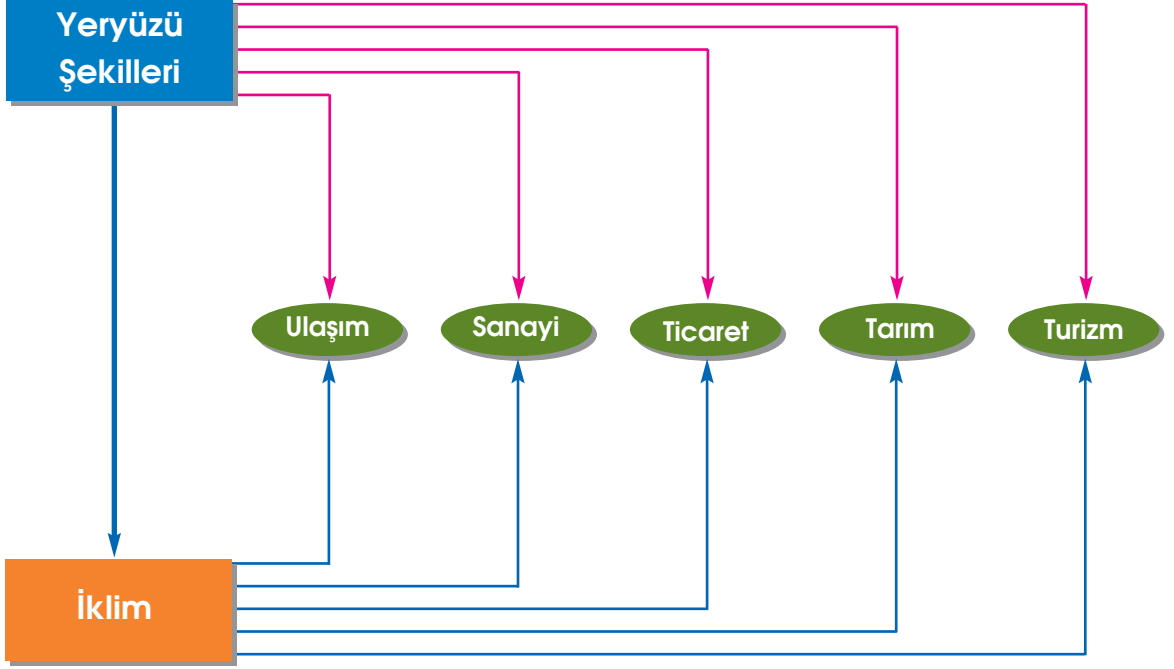 Yeryüzü
Şekilleri
Ulaşım
Sanayi
Ticaret
Tarım
Turizm
İklim